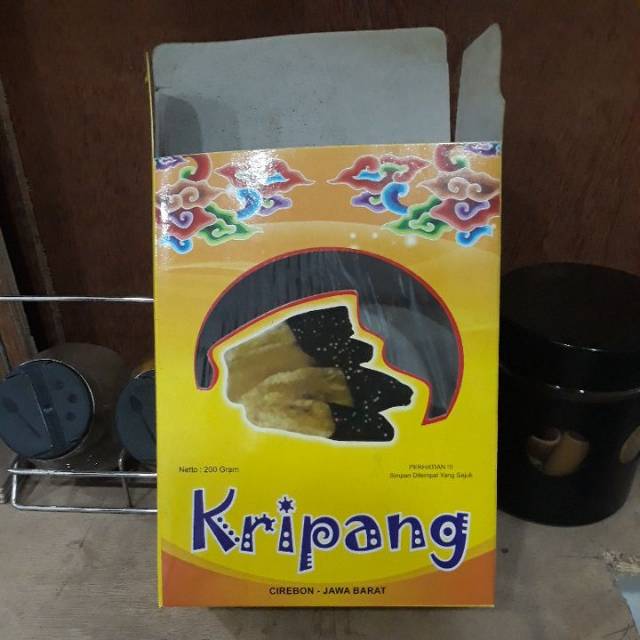 Netto : 200 Gram
PERHATIAN !!!
Simpan Ditempat Yang Sejuk
Kripang
CIREBON - JAWA BARAT